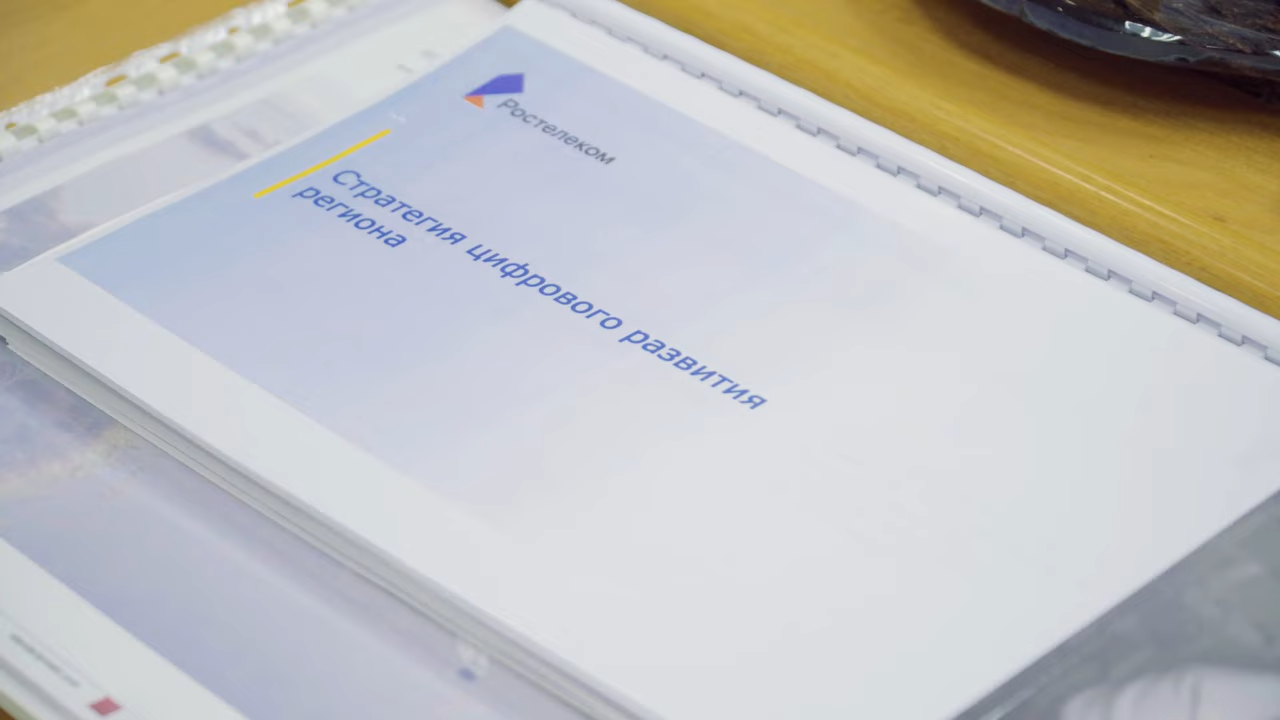 Ростелеком
Стратегия цифрового развития
региона